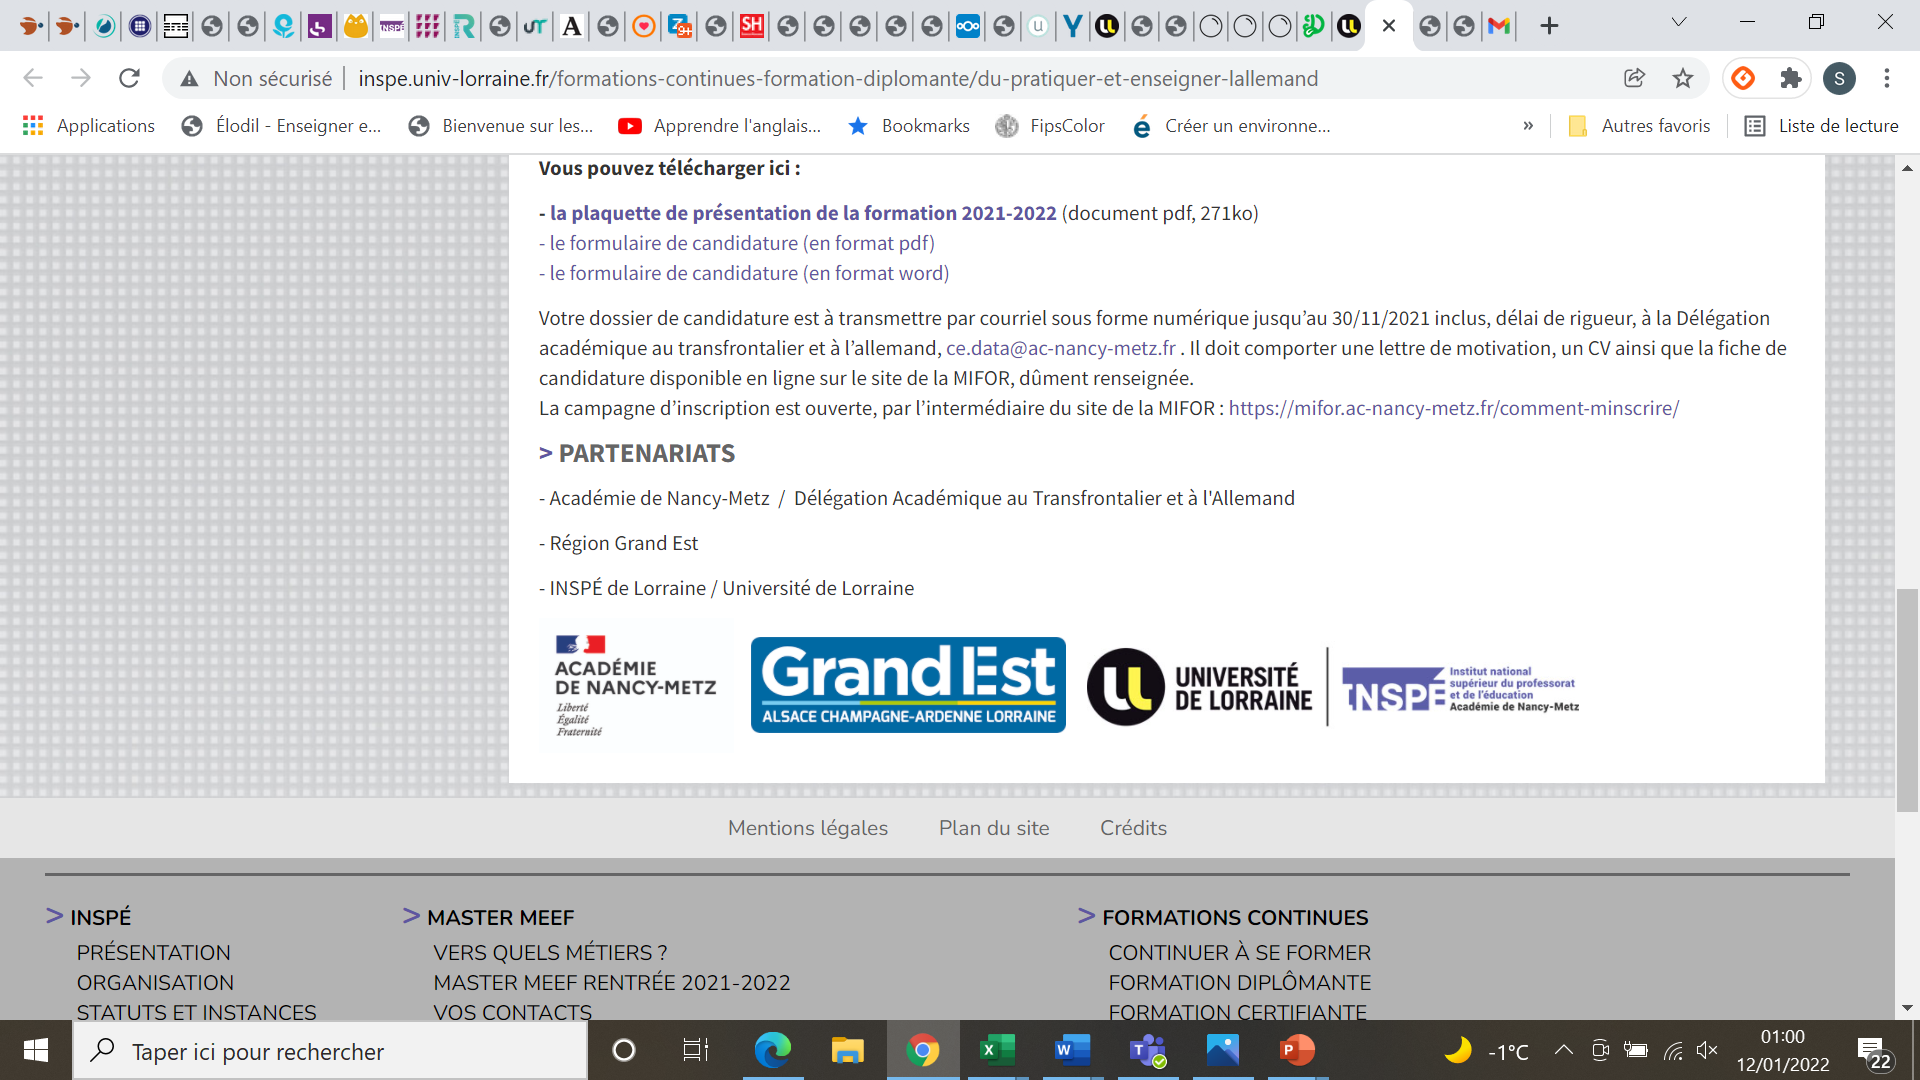 Non sécurisé
inspe.univ-lorraine.fr/formations-continues-formation-diplomante/du-pratiquer-et-enseigner-lallemand
S
Applications
Élodil - Enseigner e...
Bienvenue sur les...
Apprendre l'anglais...
Bookmarks
FipsColor
Créer un environne...
»
Autres favoris
Liste de lecture
Vous pouvez télécharger ici :
- la plaquette de présentation de la formation 2021-2022 (document pdf, 271ko)
- le formulaire de candidature (en format pdf)
- le formulaire de candidature (en format word)
Votre dossier de candidature est à transmettre par courriel sous forme numérique jusqu'au 30/11/2021 inclus, délai de rigueur, à la Délégation
académique au transfrontalier et à l'allemand, ce.data@ac-nancy-metz.fr . Il doit comporter une lettre de motivation, un CV ainsi que la fiche de
candidature disponible en ligne sur le site de la MIFOR, dûment renseignée.
La campagne d'inscription est ouverte, par l'intermédiaire du site de la MIFOR : https://mifor.ac-nancy-metz.fr/comment-minscrire/
> PARTENARIATS
- Académie de Nancy-Metz / Délégation Académique au Transfrontalier et à l'Allemand
- Région Grand Est
- INSPÉ de Lorraine / Université de Lorraine
ACADÉMIE
DE NANCY-METZ
Liberté
Égalité
Fraternité
Grand Est
ALSACE CHAMPAGNE-ARDENNE LORRAINE
UNIVERSITÉ
DE LORRAINE
INSPÉ
Institut national
supérieur du professorat
et de l'éducation
Académie de Nancy-Metz
Mentions légales
Plan du site
Crédits
> INSPÉ
PRÉSENTATION
ORGANISATION
STATUTS ET INSTANCES
> MASTER MEEF
VERS QUELS MÉTIERS ?
MASTER MEEF RENTRÉE 2021-2022
VOS CONTACTS
> FORMATIONS CONTINUES
CONTINUER À SE FORMER
FORMATION DIPLÔMANTE
FORMATION CERTIFIANTE
Taper ici pour rechercher
-1°C
01:00
12/01/2022
22